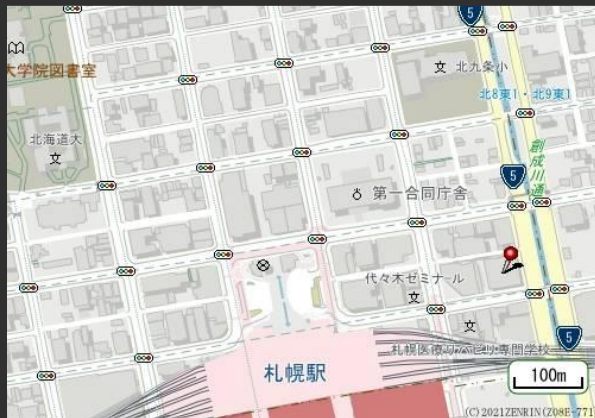 5
大学院図書室
北九条小
北8東1・北9東1
北海道大
創成川通
5
第一合同庁舎
代々木ゼミナール
札幌医療リハビリ専門学校
5
札幌駅
100m
(C)2021ZENRIN(Z08E-771